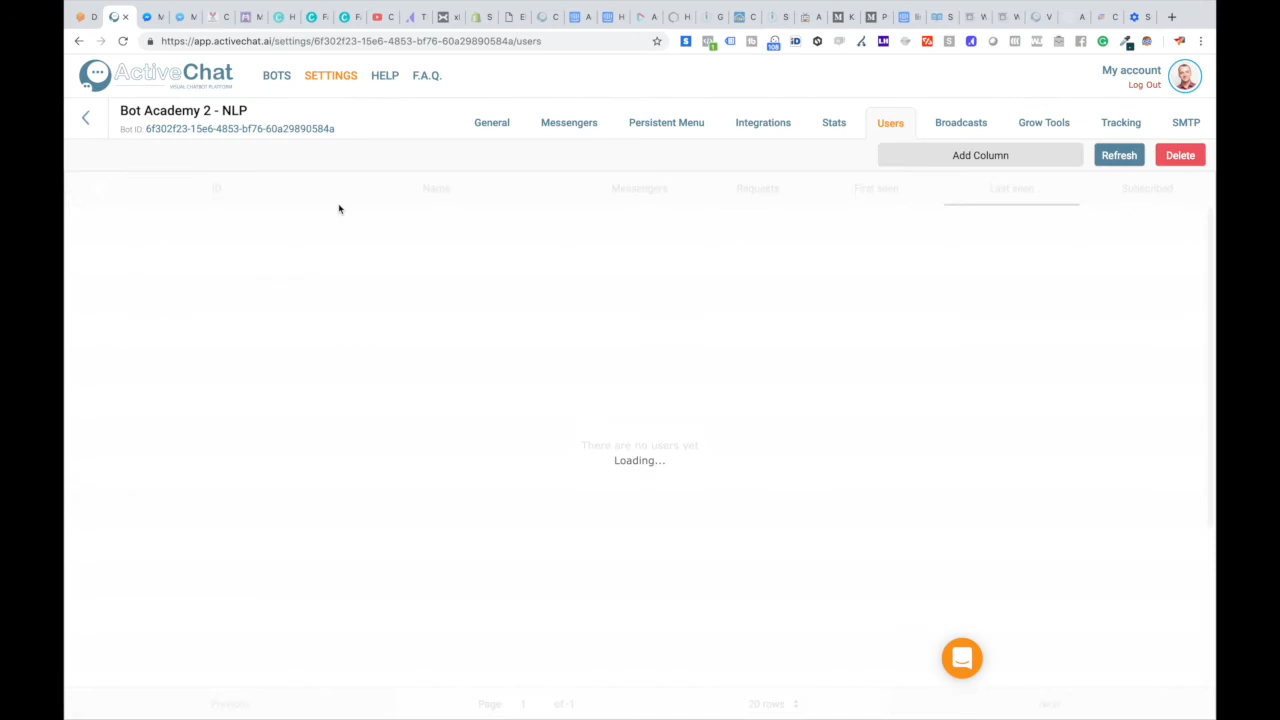 https://app.activechat.ai/settings/6f302f23-15e6-4853-bf76-60a29890584a/users
108
ActiveChat
VISUAL CHATBOT PLATFORM
BOTS
SETTINGS
HELP
F.A.Q.
My account
Log Out
Bot Academy 2 - NLP
Bot ID: 6f302f23-15e6-4853-bf76-60a29890584a
General
Messengers
Persistent Menu
Integrations
Stats
Users
Broadcasts
Grow Tools
Tracking
SMTP
Add Column
Refresh
Delete
ID
Name
Messengers
Requests
First seen
Last seen
Subscribed
There are no users yet
Loading...
Previous
Page 1 of -1
20 rows
Next